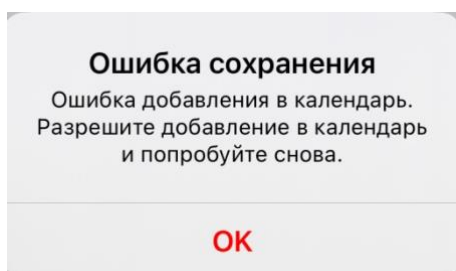 Ошибка сохранения
Ошибка добавления в календарь.
Разрешите добавление в календарь
и попробуйте снова.
OK